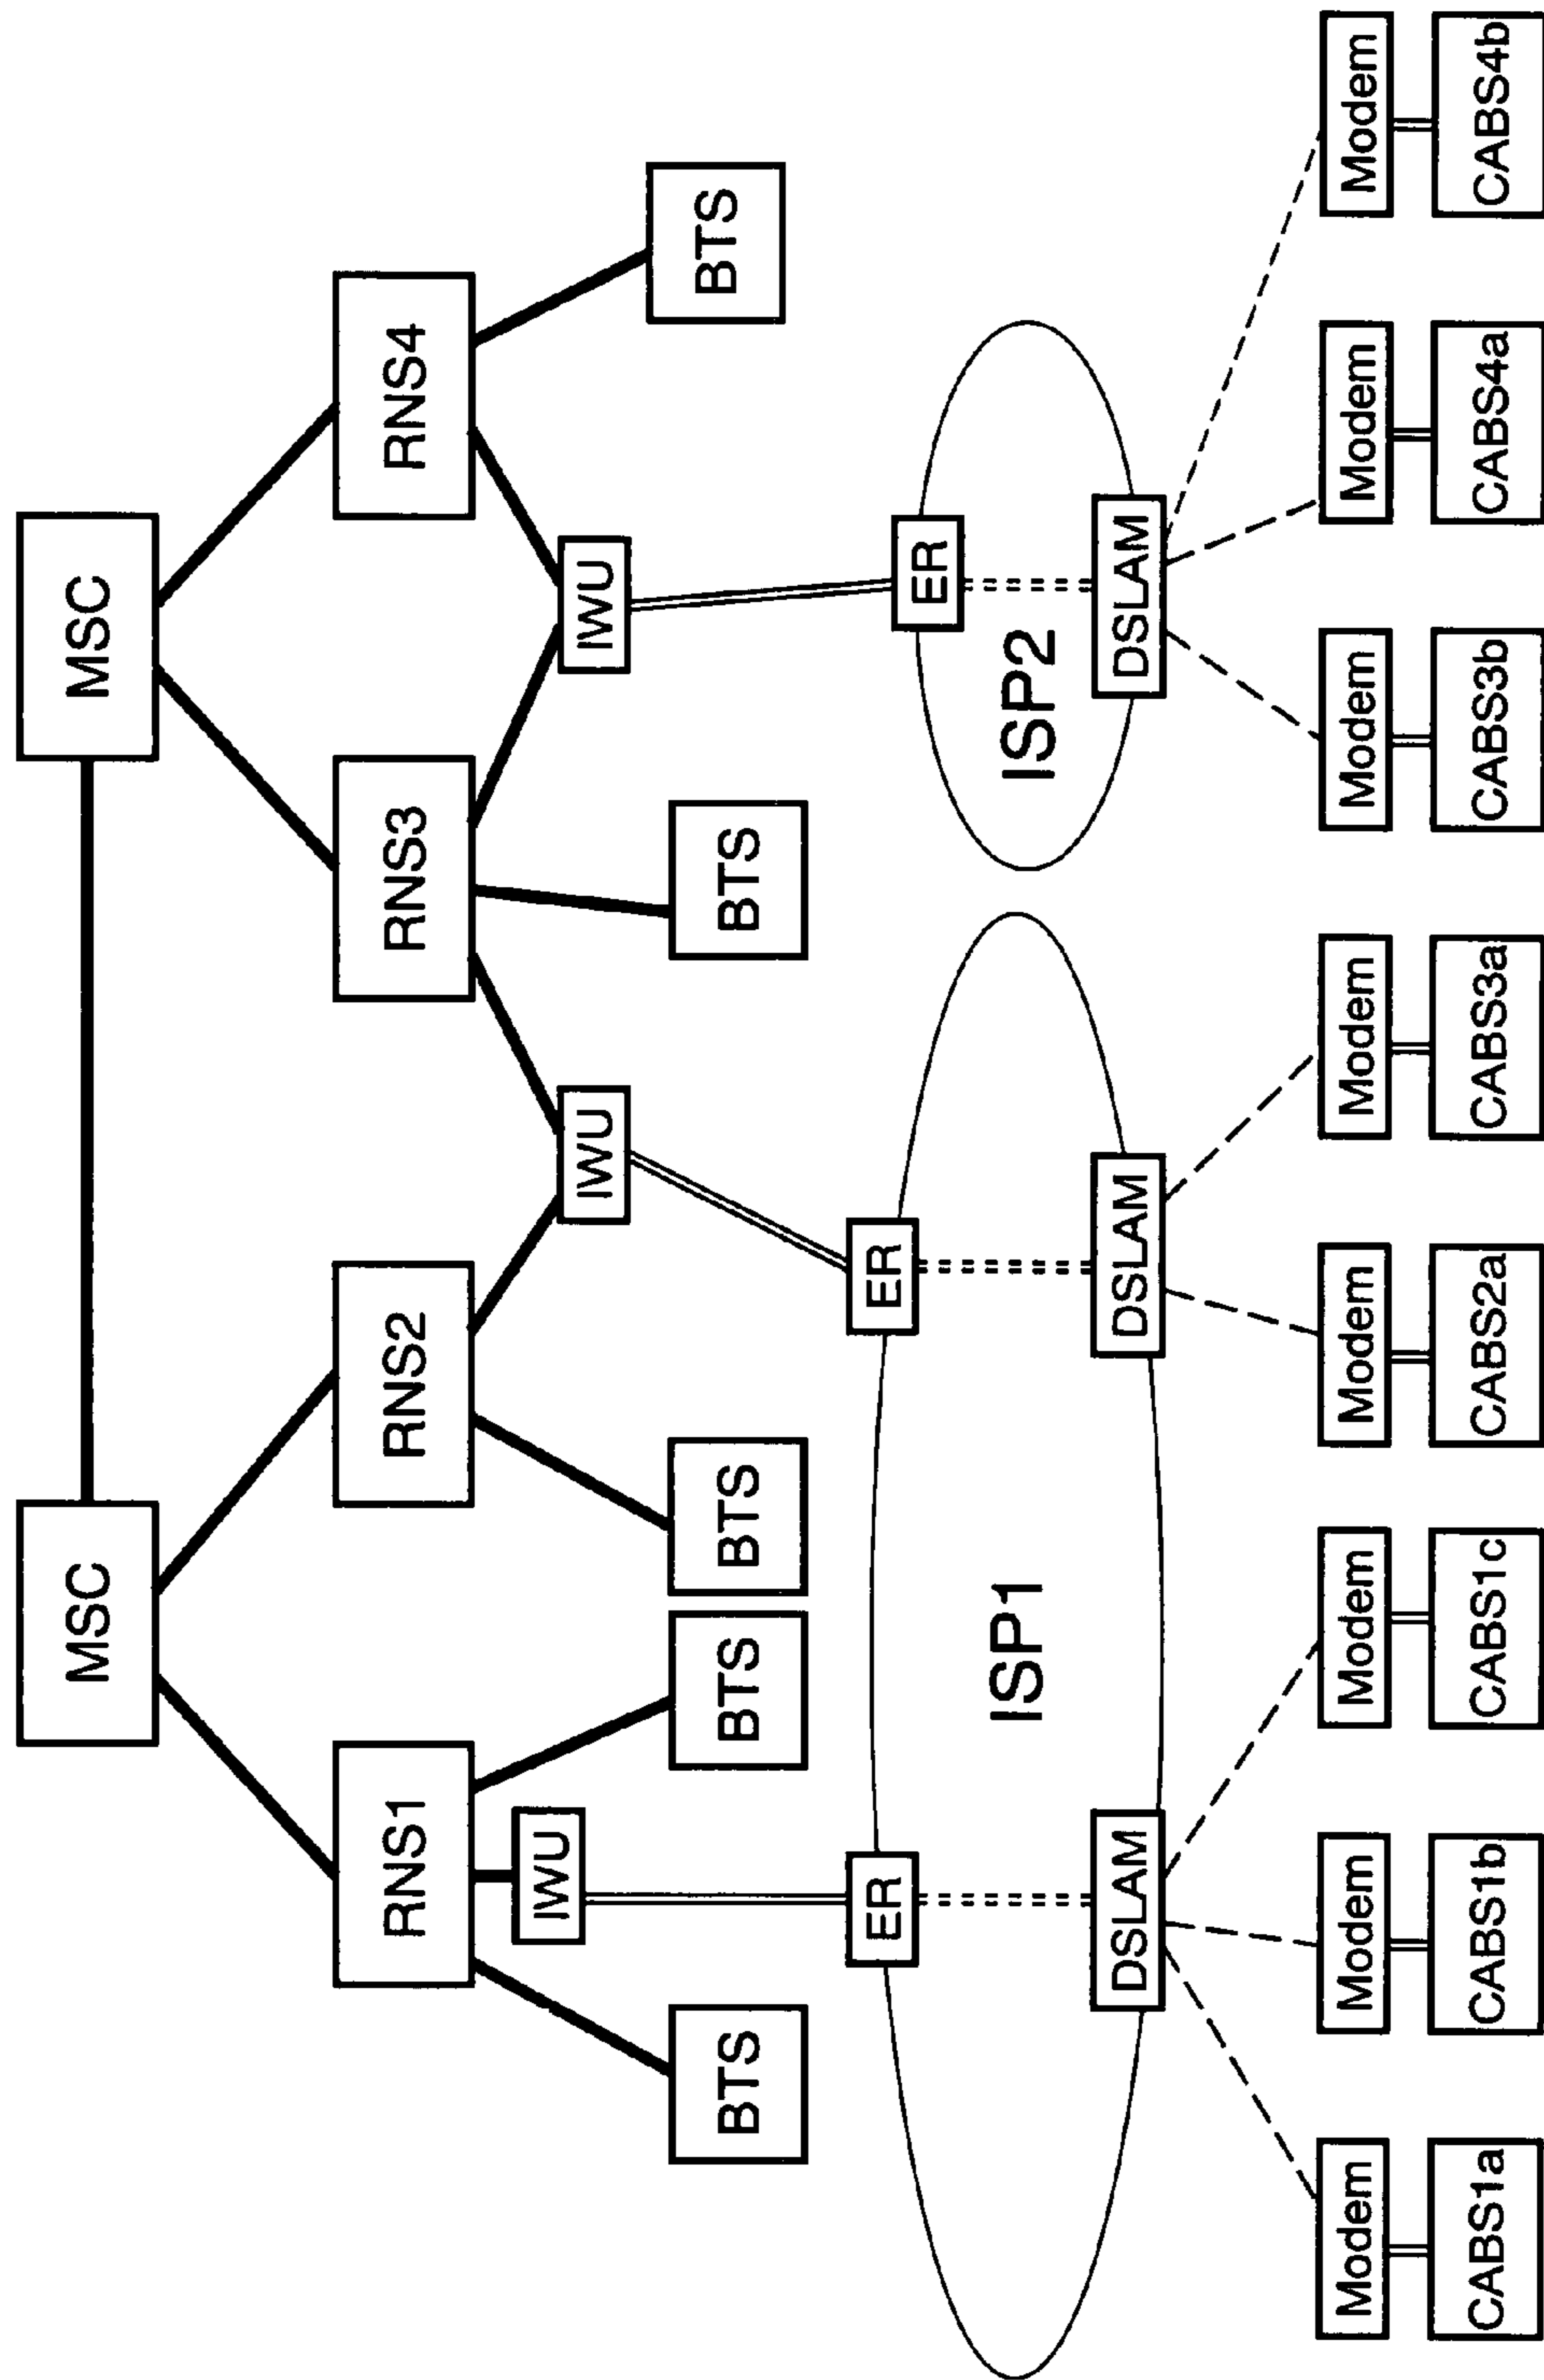 MSC
MSC
RNS1
RNS2
RNS3
RNS4
IWU
IWU
IWU
BTS
BTS
BTS
BTS
BTS
ER
ER
ER
ISP1
ISP2
DSLAM
DSLAM
DSLAM
Modem
Modem
Modem
Modem
Modem
Modem
Modem
Modem
CABS1a
CABS1b
CABS1c
CABS2a
CABS3a
CABS3b
CABS4a
CABS4b